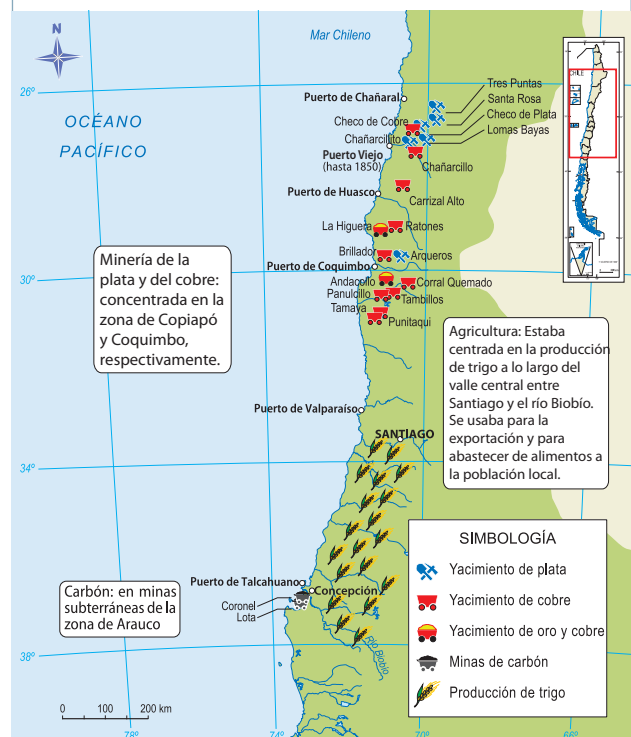 N
Mar Chileno
26º
OCÉANO
PACÍFICO
Puerto de Chañaral
Tres Puntas
Santa Rosa
Checo de Cobre
Checo de Plata
Chañarcillito
Lomas Bayas
Puerto Viejo
(hasta 1850)
Chañarcillo
Puerto de Huasco
Carrizal Alto
La Higuera
Ratones
Brillador
Arqueros
Puerto de Coquimbo
30º
Andacollo
Corral Quemado
Panulcillo
Tambillos
Tamaya
Punitaqui
CHILE
Minería de la
plata y del cobre:
concentrada en la
zona de Copiapó
y Coquimbo,
respectivamente.
Agricultura: Estaba
centrada en la producción
de trigo a lo largo del
valle central entre
Santiago y el río Biobío.
Se usaba para la
exportación y para
abastecer de alimentos a
la población local.
Puerto de Valparaíso
SANTIAGO
34º
Puerto de Talcahuano
Concepción
Coronel
Lota
Río Biobío
Carbón: en minas
subterráneas de la
zona de Arauco
38º
SIMBOLOGÍA
Yacimiento de plata
Yacimiento de cobre
Yacimiento de oro y cobre
Minas de carbón
Producción de trigo
0 100 200 km
78º
74º
70º
66º